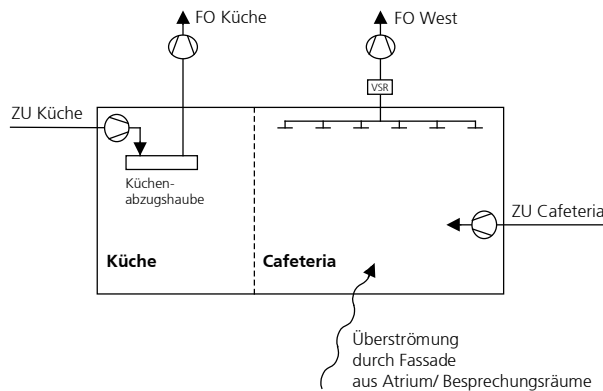 FO Küche
FO West
VSR
ZU Küche
Küchen-
abzugshaube
ZU Cafeteria
Küche
Cafeteria
Überströmung
durch Fassade
aus Atrium/ Besprechungsräume